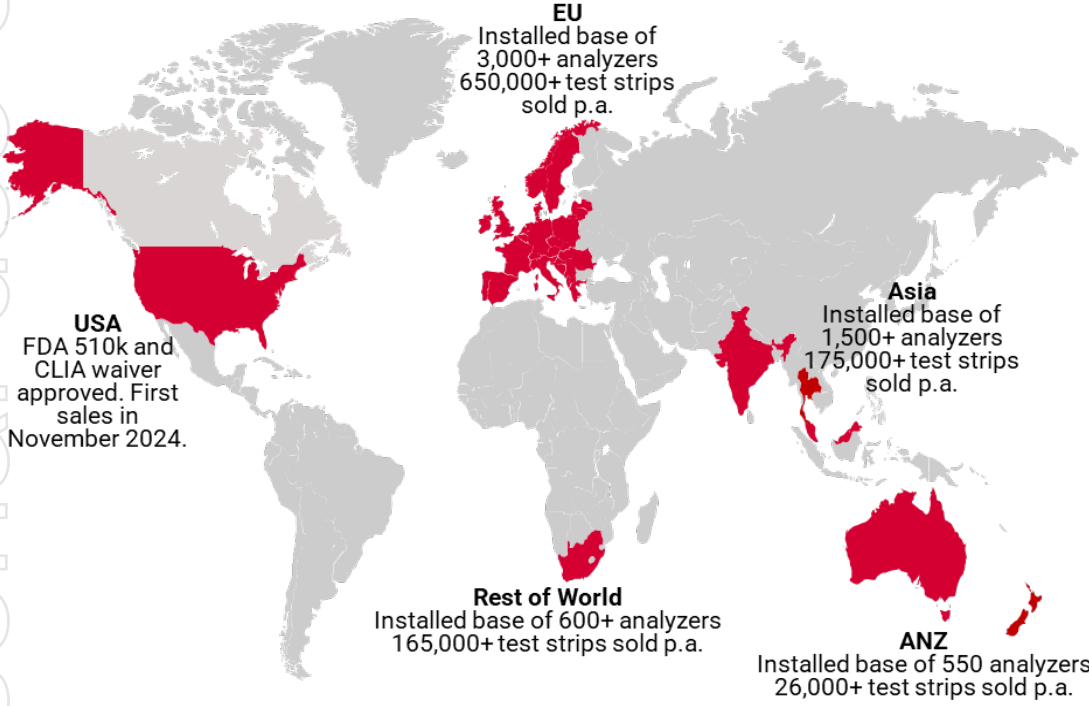 EU
Installed base of
3,000+ analyzers
650,000+ test strips
sold p.a.
USA
FDA 510k and
CLIA waiver
approved. First
sales in
November 2024.
Asia
Installed base of
1,500+ analyzers
175,000+ test strips
sold p.a.
Rest of World
Installed base of 600+ analyzers
165,000+ test strips sold p.a.
ANZ
Installed base of 550 analyzers
26,000+ test strips sold p.a.